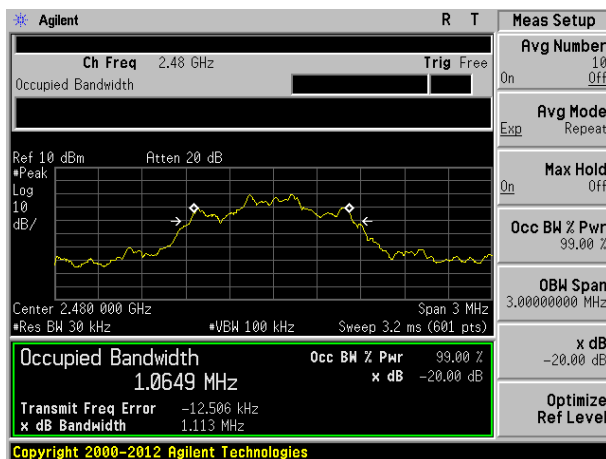 Agilent R T Meas Setup
Ch Freq 2.48 GHz Trig Free
Occupied Bandwidth
Avg Number
10
On Off
Avg Mode
Exp Repeat
Max Hold
On Off
Occ BW % Pwr
99.00 %
OBW Span
3.00000000 MHz
x dB
-20.00 dB
Optimize
Ref Level
Ref 10 dBm Atten 20 dB
#Peak
Log
10
dB/
Center 2.480 000 GHz Span 3 MHz
#Res BW 30 kHz #VBW 100 kHz Sweep 3.2 ms (601 pts)
Occupied Bandwidth Occ BW % Pwr 99.00 %
1.0649 MHz x dB -20.00 dB
Transmit Freq Error -12.506 kHz
x dB Bandwidth 1.113 MHz
Copyright 2000-2012 Agilent Technologies